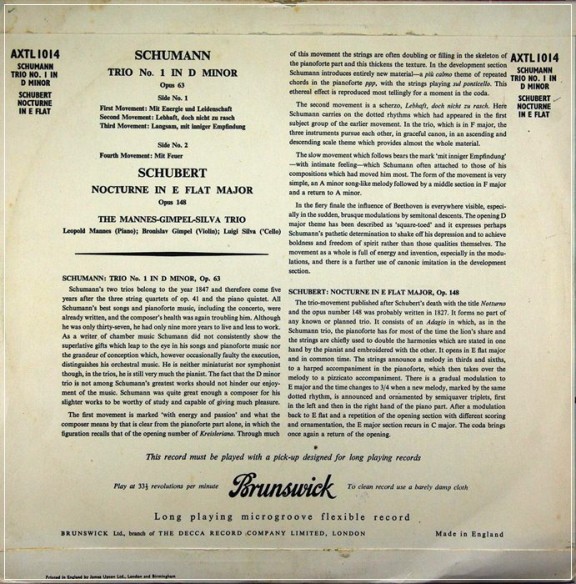 AXTL1014
SCHUMANN
TRIO NO. 1 IN
D MINOR
SCHUBERT
NOCTURNE
IN E FLAT
SCHUMANN
TRIO No. 1 IN D MINOR
Opus 63
Side No. 1
First Movement: Mit Energie und Leidenschaft
Second Movement: Lebhaft, doch nicht zu rasch
Third Movement: Langsam, mit inniger Empfindung
Side No. 2
Fourth Movement: Mit Feuer
SCHUBERT
NOCTURNE IN E FLAT MAJOR
Opus 148
THE MANNES-GIMPEL-SILVA TRIO
Leopold Mannes (Piano); Bronislav Gimpel (Violin); Luigi Silva ('Cello)
SCHUMANN: TRIO No. 1 IN D MINOR, Op. 63
Schumann's two trios belong to the year 1847 and therefore come five
years after the three string quartets of op. 41 and the piano quintet. All
Schumann's best songs and pianoforte music, including the concerto, were
already written, and the composer's health was again troubling him. Although
he was only thirty-seven, he had only nine more years to live and less to work.
As a writer of chamber music Schumann did not consistently show the
superlative gifts which leap to the eye in his songs and pianoforte music nor
the grandeur of conception which, however occasionally faulty the execution,
distinguishes his orchestral music. He is neither miniaturist nor symphonist
though, in the trios, he is still very much the pianist. The fact that the D minor
trio is not among Schumann's greatest works should not hinder our enjoy-
ment of the music. Schumann was quite great enough a composer for his
slighter works to be worthy of study and capable of giving much pleasure.
The first movement is marked 'with energy and passion' and what the
composer means by that is clear from the pianoforte part alone, in which the
figuration recalls that of the opening number of Kreisleriana. Through much
of this movement the strings are often doubling or filling in the skeleton of
the pianoforte part and this thickens the texture. In the development section
Schumann introduces entirely new material—a più calmo theme of repeated
chords in the pianoforte ppp, with the strings playing sul ponticello. This
ethereal effect is reproduced most tellingly for a moment in the coda.
The second movement is a scherzo, Lebhaft, doch nicht zu rasch. Here
Schumann carries on the dotted rhythms which had appeared in the first
subject group of the earlier movement. In the trio, which is in F major, the
three instruments pursue each other, in graceful canon, in an ascending and
descending scale theme which provides almost the whole material.
The slow movement which follows bears the mark 'mit inniger Empfindung'
—with intimate feeling—which Schumann often attached to those of his
compositions which had moved him most. The form of the movement is very
simple, an A minor song-like melody followed by a middle section in F major
and a return to A minor.
In the fiery finale the influence of Beethoven is everywhere visible, especi-
ally in the sudden, brusque modulations by semitonal descents. The opening D
major theme has been described as 'square-toed' and it expresses perhaps
Schumann's pathetic determination to shake off his depression and to achieve
boldness and freedom of spirit rather than those qualities themselves. The
movement as a whole is full of energy and invention, especially in the modu-
lations, and there is a further use of canonic imitation in the development
section.
SCHUBERT: NOCTURNE IN E FLAT MAJOR, Op. 148
The trio-movement published after Schubert's death with the title Notturno
and the opus number 148 was probably written in 1827. It forms no part of
any known or planned trio. It consists of an Adagio in which, as in the
Schumann trio, the pianoforte has for most of the time the lion's share and
the strings are chiefly used to double the harmonies which are stated in one
hand by the pianist and embroidered with the other. It opens in E flat major
and in common time. The strings announce a melody in thirds and sixths,
to a harped accompaniment in the pianoforte, which then takes over the
melody to a pizzicato accompaniment. There is a gradual modulation to
E major and the time changes to 3/4 when a new melody, marked by the same
dotted rhythm, is announced and ornamented by semiquaver triplets, first
in the left and then in the right hand of the piano part. After a modulation
back to E flat and a repetition of the opening section with different scoring
and ornamentation, the E major section recurs in C major. The coda brings
once again a return of the opening.
AXTL1014
SCHUMANN
TRIO NO. 1 IN
D MINOR
SCHUBERT
NOCTURNE
IN E FLAT
*
This record must be played with a pick-up designed for long playing records
Play at 33⅓ revolutions per minute Brunswick To clean record use a barely damp cloth
Long playing microgroove flexible record
BRUNSWICK Ltd., branch of THE DECCA RECORD COMPANY LIMITED, LONDON Made in England
Printed in England by James Upton Ltd., London and Birmingham